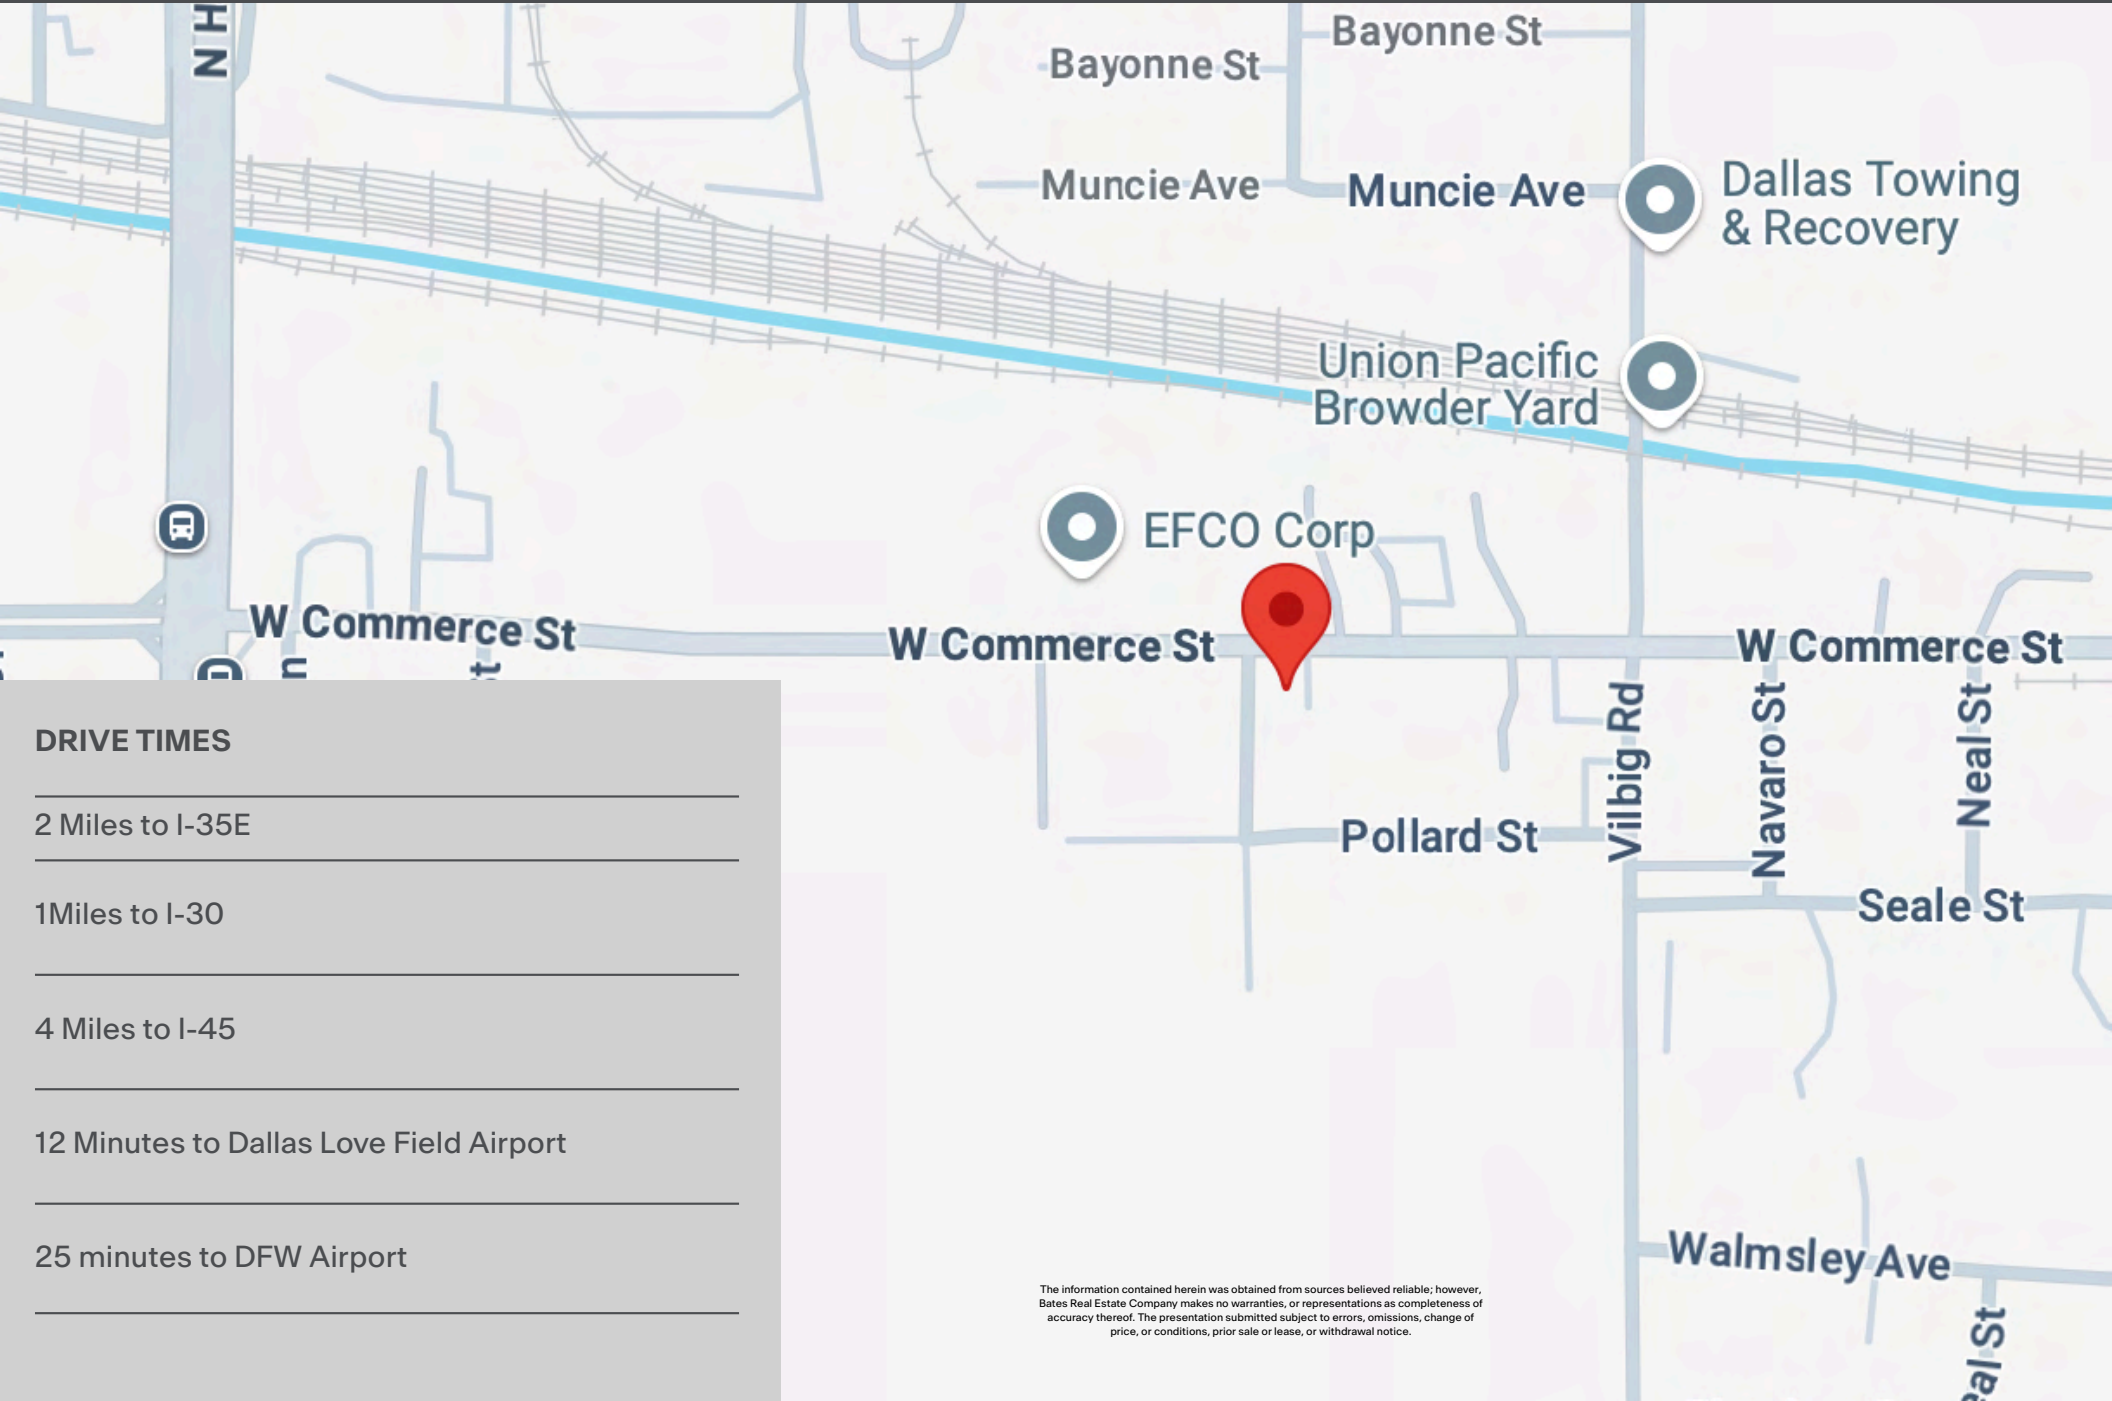 N H
Bayonne St
Bayonne St
Muncie Ave
Muncie Ave
Dallas Towing
& Recovery
Union Pacific
Browder Yard
EFCO Corp
W Commerce St
W Commerce St
W Commerce St
n
st
Vilbig Rd
Navaro St
Neal St
Pollard St
Seale St
Walmsley Ave
eal St
DRIVE TIMES
2 Miles to I-35E
1Miles to I-30
4 Miles to I-45
12 Minutes to Dallas Love Field Airport
25 minutes to DFW Airport
The information contained herein was obtained from sources believed reliable; however,
Bates Real Estate Company makes no warranties, or representations as completeness of
accuracy thereof. The presentation submitted subject to errors, omissions, change of
price, or conditions, prior sale or lease, or withdrawal notice.